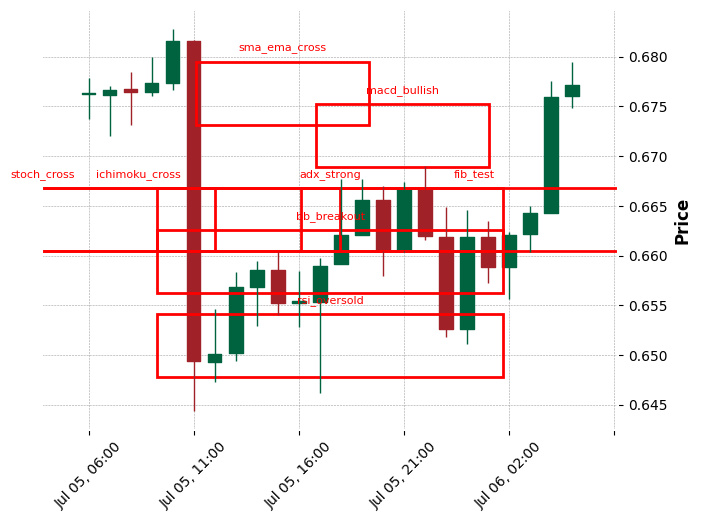 sma_ema_cross
macd_bullish
stoch_cross
ichimoku_cross
adx_strong
fib_test
bb_breakout
rsi_oversold
0.680
0.675
0.670
0.665
0.660
0.655
0.650
0.645
Price
Jul 05, 06:00
Jul 05, 11:00
Jul 05, 16:00
Jul 05, 21:00
Jul 06, 02:00